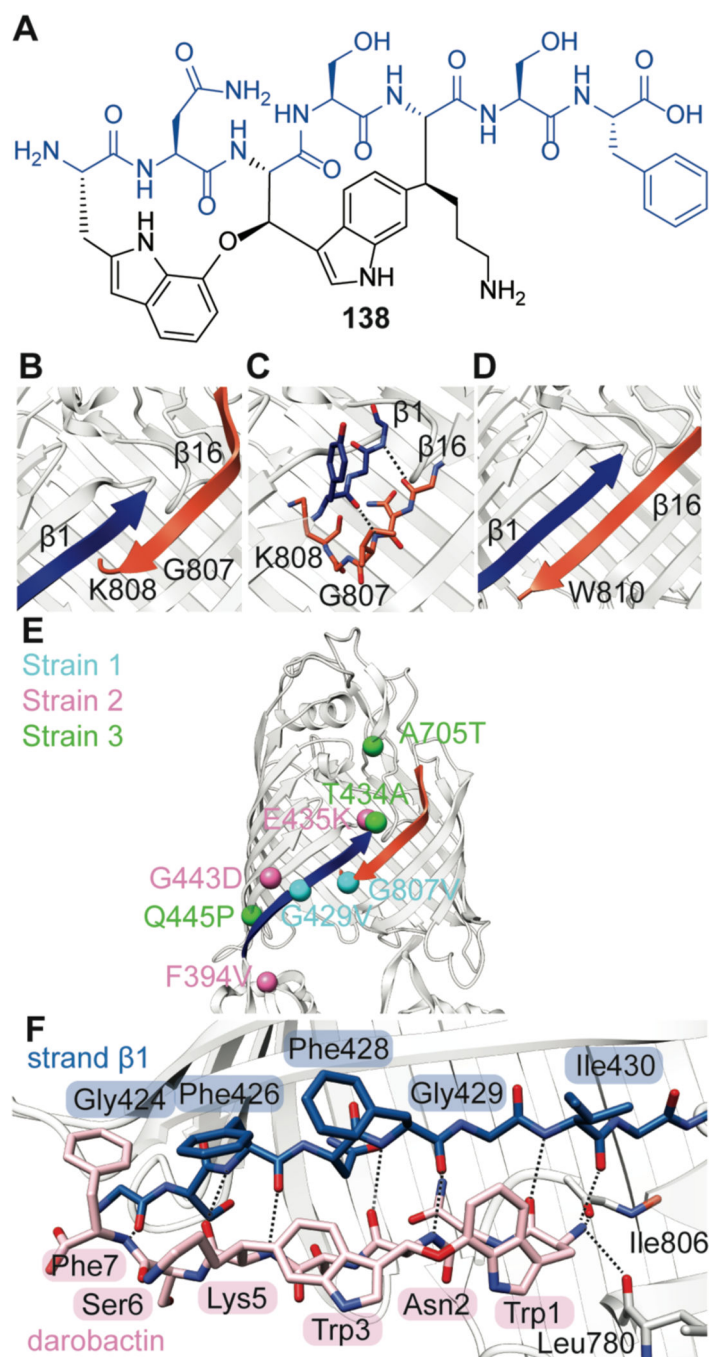 A
O
NH₂
OH
OH
O
H
N
O
H
N
O
H₂N
N
H
O
H
N
O
H
N
O
N
H
O
N
H
O
OH
H
N
O
NH
NH₂
138
B
C
D
β1
β16
K808
G807
β1
β16
K808
G807
β1
β16
W810
E
Strain 1
Strain 2
Strain 3
A705T
T434A
E435K
G443D
G807V
Q445P
G429V
F394V
F
strand β1
Phe428
Ile430
Gly424
Phe426
Gly429
Ile806
Phe7
Ser6
Lys5
Asn2
Trp1
Trp3
Leu780
darobactin